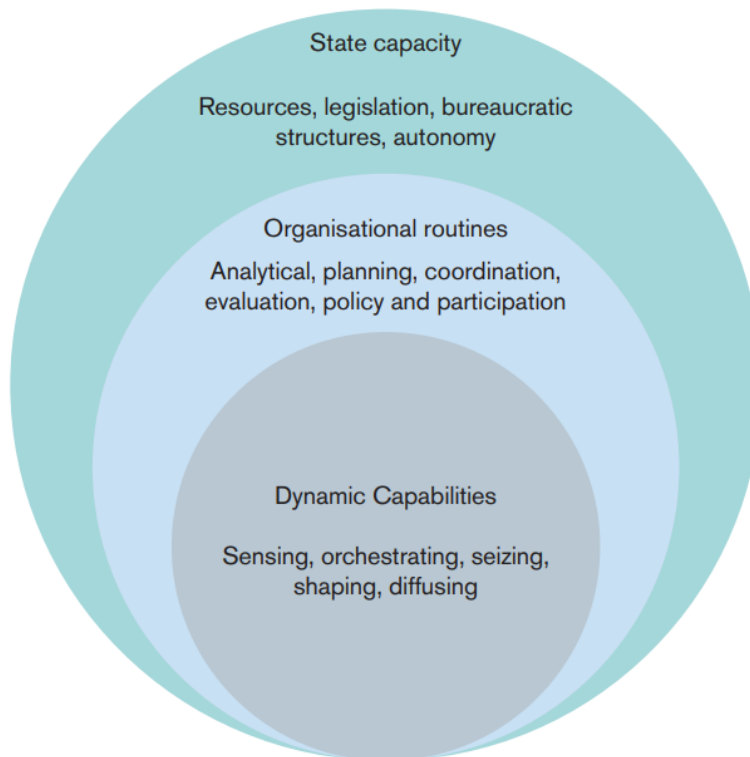 State capacity
Resources, legislation, bureaucratic
structures, autonomy
Organisational routines
Analytical, planning, coordination,
evaluation, policy and participation
Dynamic Capabilities
Sensing, orchestrating, seizing,
shaping, diffusing